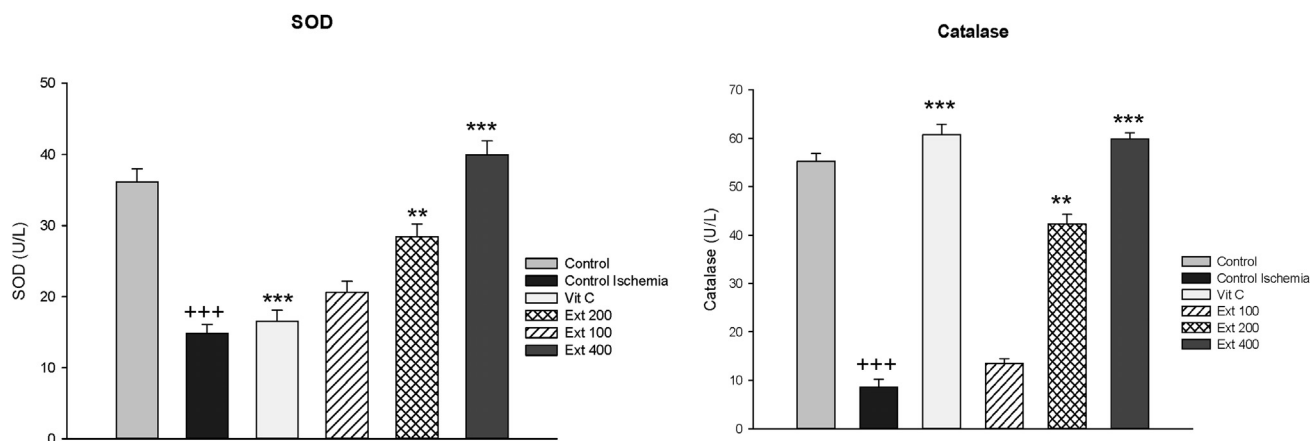 SOD
50
40
30
20
10
0
SOD (U/L)
+++
***
**
***
Control
Control Ischemia
Vit C
Ext 200
Ext 100
Ext 400
Catalase
70
60
50
40
30
20
10
0
Catalase (U/L)
+++
***
**
***
Control
Control Ischemia
Vit C
Ext 100
Ext 200
Ext 400